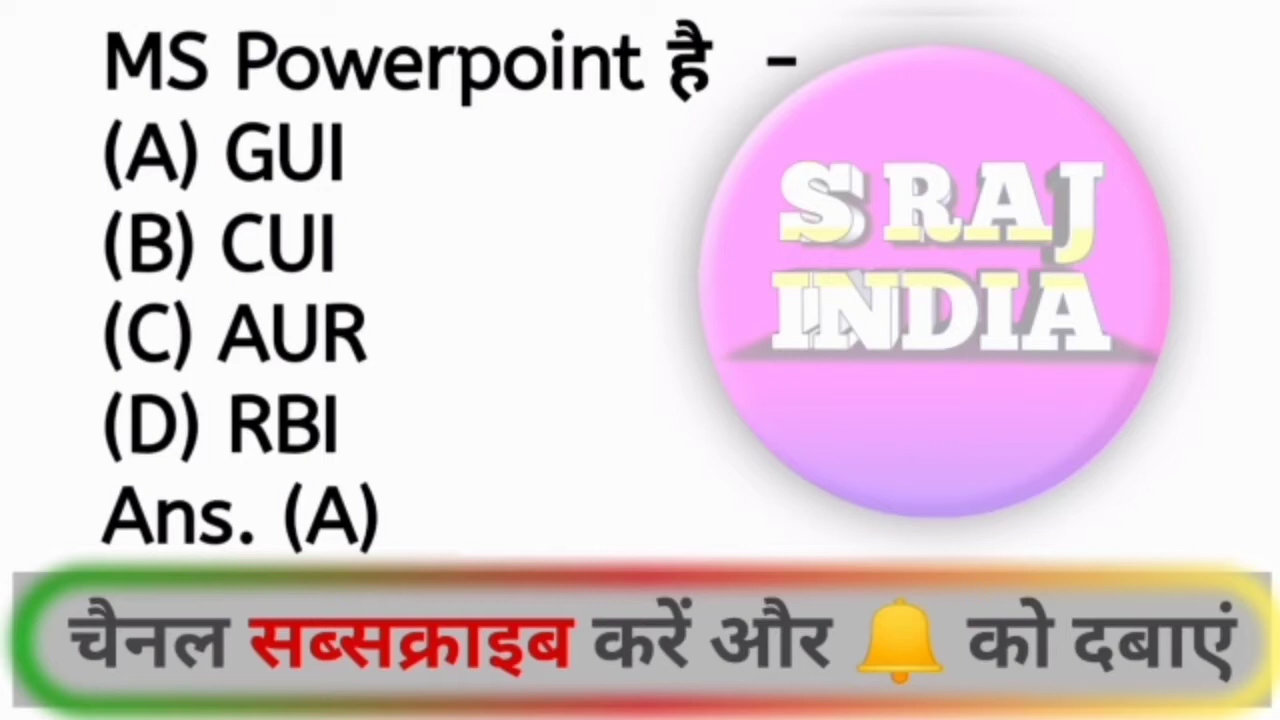 MS Powerpoint है -
(A) GUI
(B) CUI
(C) AUR
(D) RBI
Ans. (A)
S RAJ
INDIA
चैनल सब्सक्राइब करें और 🔔 को दबाएं